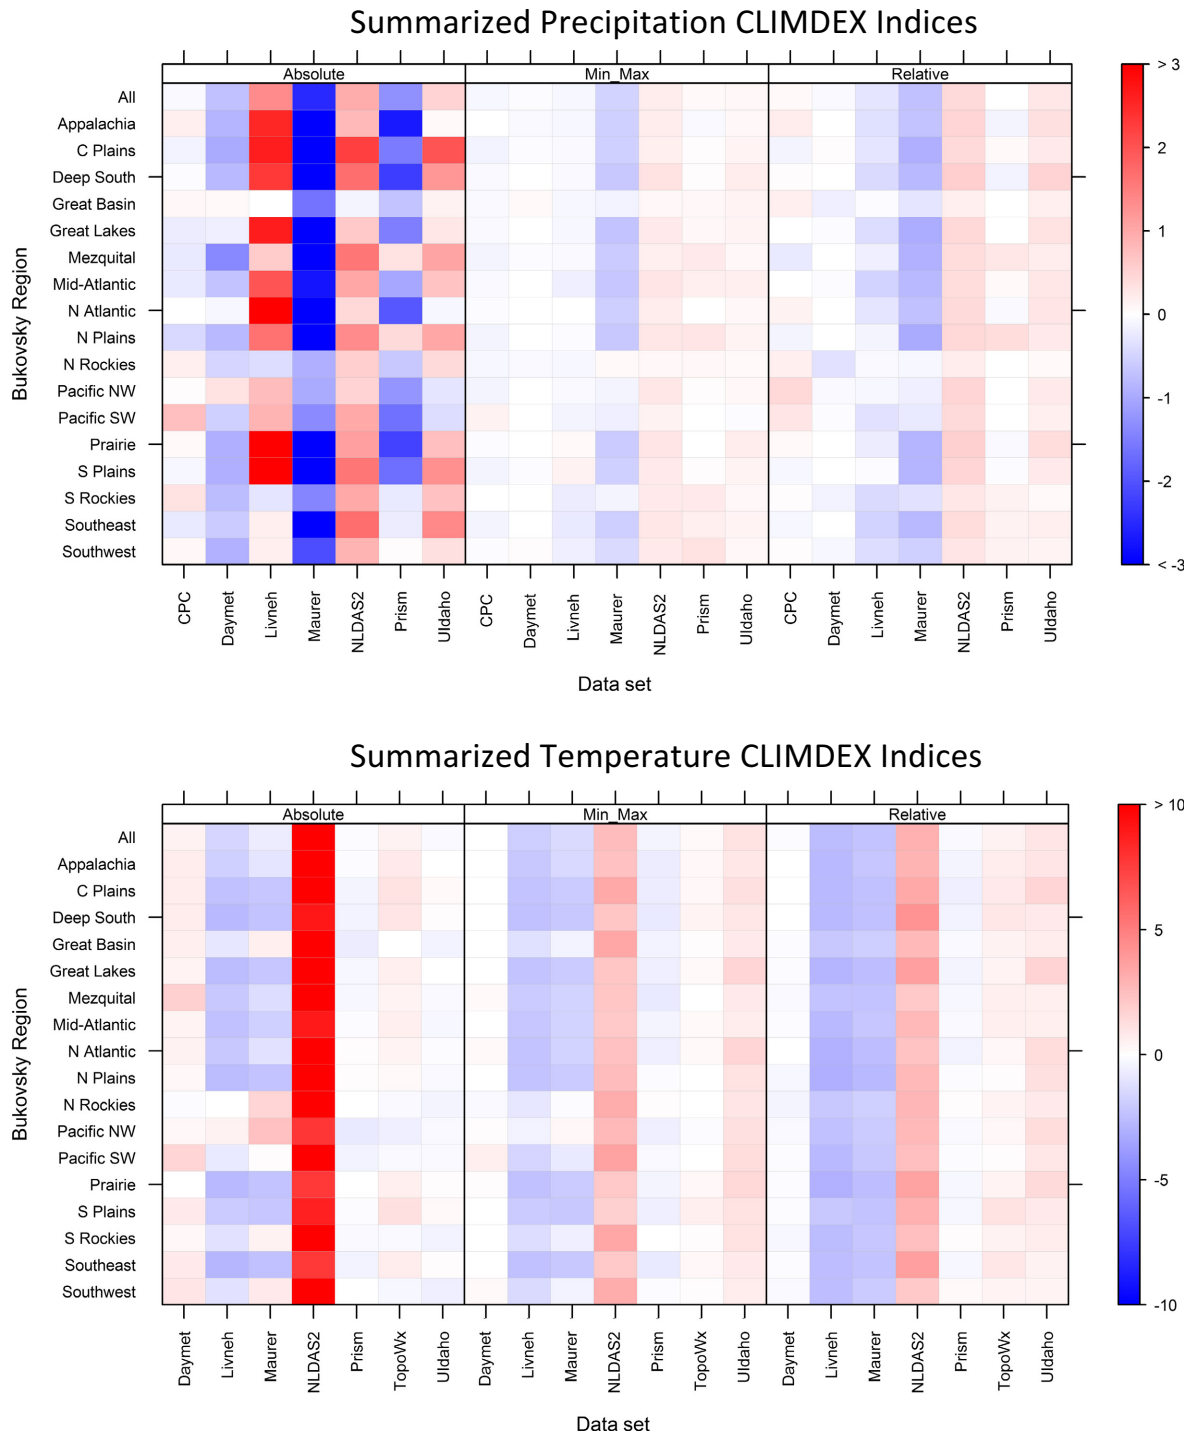 Summarized Precipitation CLIMDEX Indices
Absolute Min_Max Relative
All
Appalachia
C Plains
Deep South
Great Basin
Great Lakes
Mezquital
Mid-Atlantic
N Atlantic
N Plains
N Rockies
Pacific NW
Pacific SW
Prairie
S Plains
S Rockies
Southeast
Southwest
Bukovsky Region
> 3
2
1
0
-1
-2
< -3
CPC Daymet Livneh Maurer NLDAS2 Prism UIdaho CPC Daymet Livneh Maurer NLDAS2 Prism UIdaho CPC Daymet Livneh Maurer NLDAS2 Prism UIdaho
Data set
Summarized Temperature CLIMDEX Indices
Absolute Min_Max Relative
All
Appalachia
C Plains
Deep South
Great Basin
Great Lakes
Mezquital
Mid-Atlantic
N Atlantic
N Plains
N Rockies
Pacific NW
Pacific SW
Prairie
S Plains
S Rockies
Southeast
Southwest
Bukovsky Region
> 10
5
0
-5
-10
Daymet Livneh Maurer NLDAS2 Prism TopoWx UIdaho Daymet Livneh Maurer NLDAS2 Prism TopoWx UIdaho Daymet Livneh Maurer NLDAS2 Prism TopoWx UIdaho
Data set